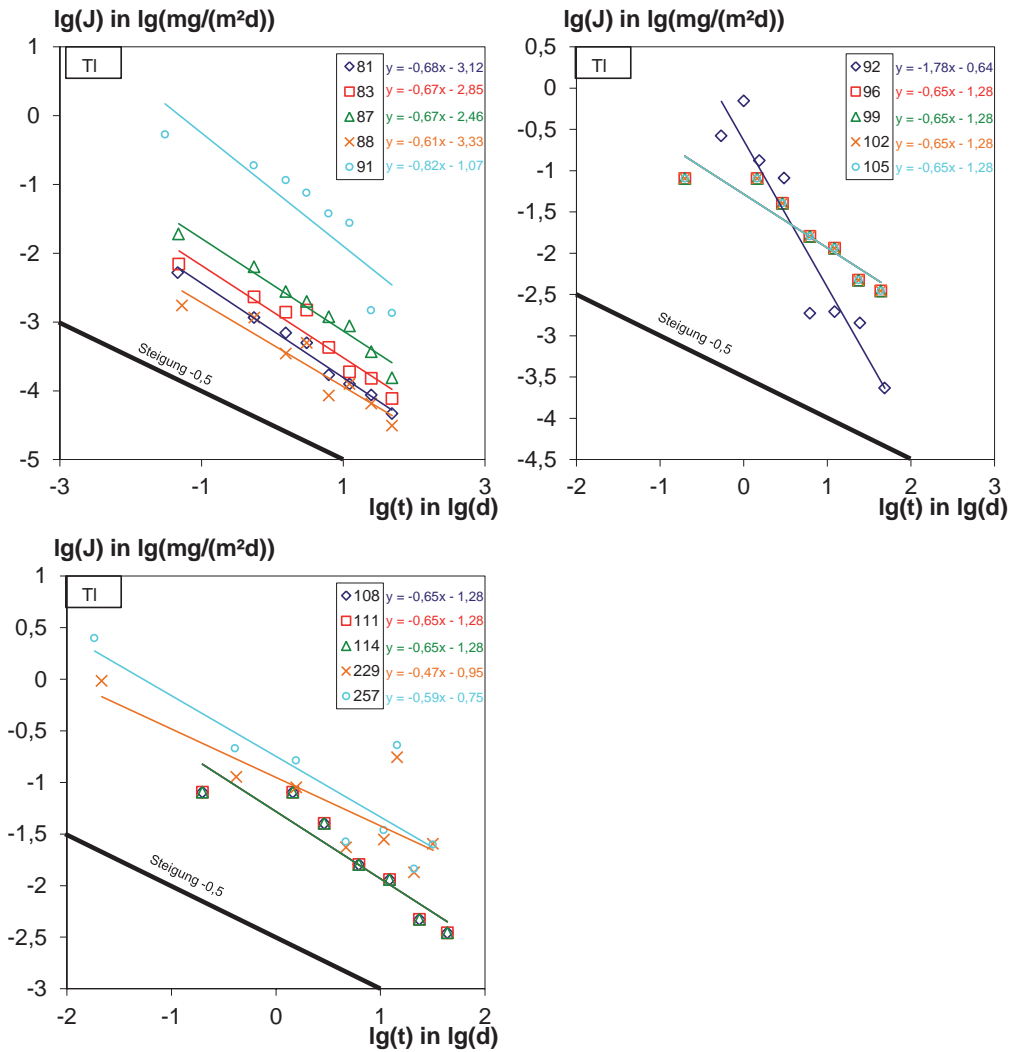 lg(J) in lg(mg/(m²d))
1
0
-1
-2
-3
-4
-5
Tl
81 y = -0,68x - 3,12
83 y = -0,67x - 2,85
87 y = -0,67x - 2,46
88 y = -0,61x - 3,33
91 y = -0,82x - 1,07
Steigung -0,5
-3 -1 1 3
lg(t) in lg(d)
lg(J) in lg(mg/(m²d))
0,5
0
-0,5
-1
-1,5
-2
-2,5
-3
-3,5
-4
-4,5
Tl
92 y = -1,78x - 0,64
96 y = -0,65x - 1,28
99 y = -0,65x - 1,28
102 y = -0,65x - 1,28
105 y = -0,65x - 1,28
Steigung -0,5
-2 -1 0 1 2 3
lg(t) in lg(d)
lg(J) in lg(mg/(m²d))
1
0,5
0
-0,5
-1
-1,5
-2
-2,5
-3
Tl
108 y = -0,65x - 1,28
111 y = -0,65x - 1,28
114 y = -0,65x - 1,28
229 y = -0,47x - 0,95
257 y = -0,59x - 0,75
Steigung -0,5
-2 -1 0 1 2
lg(t) in lg(d)